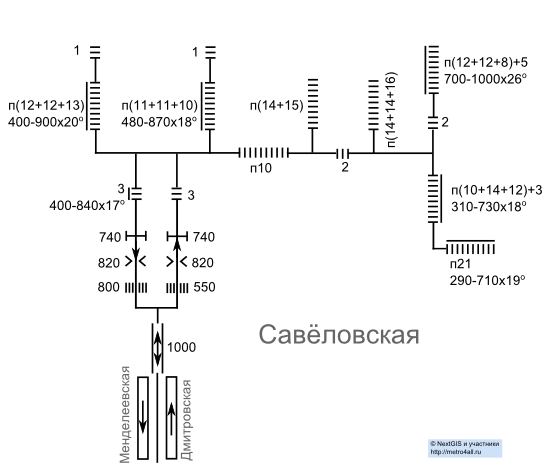 1
1
п(12+12+8)+5
700-1000x26°
п(12+12+13)
400-900x20°
п(11+11+10)
480-870x18°
п(14+15)
п(14+14+16)
2
п10
2
3
3
400-840x17°
п(10+14+12)+3
310-730x18°
740
740
820
820
п21
290-710x19°
800
550
1000
Савёловская
Менделеевская
Дмитровская
© NextGIS и участники
http://metro4all.ru